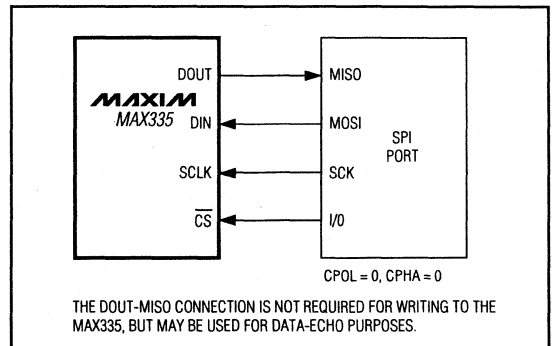 DOUT MISO
MAXIM
MAX335 DIN MOSI
SPI
PORT
SCLK SCK
CS I/O
CPOL = 0, CPHA = 0
THE DOUT-MISO CONNECTION IS NOT REQUIRED FOR WRITING TO THE
MAX335, BUT MAY BE USED FOR DATA-ECHO PURPOSES.